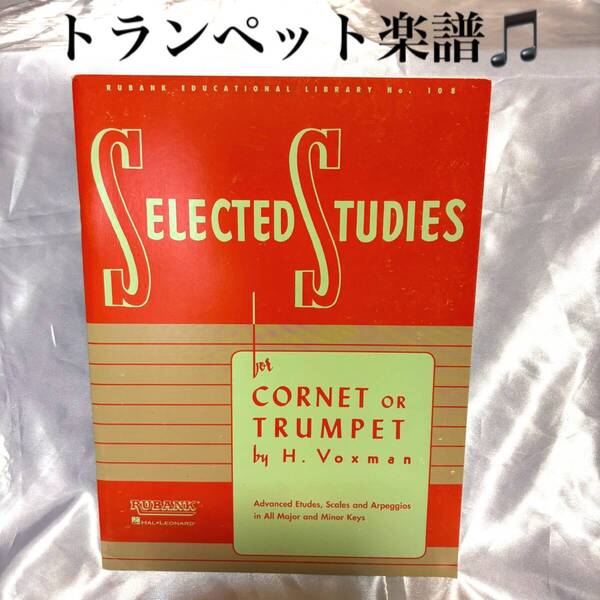 トランペット楽譜🎵
RUBANK EDUCATIONAL LIBRARY No. 108
SELECTED STUDIES
for
CORNET OR
TRUMPET
by H. Voxman
Advanced Etudes, Scales and Arpeggios
in All Major and Minor Keys
RUBANK®
HAL•LEONARD®